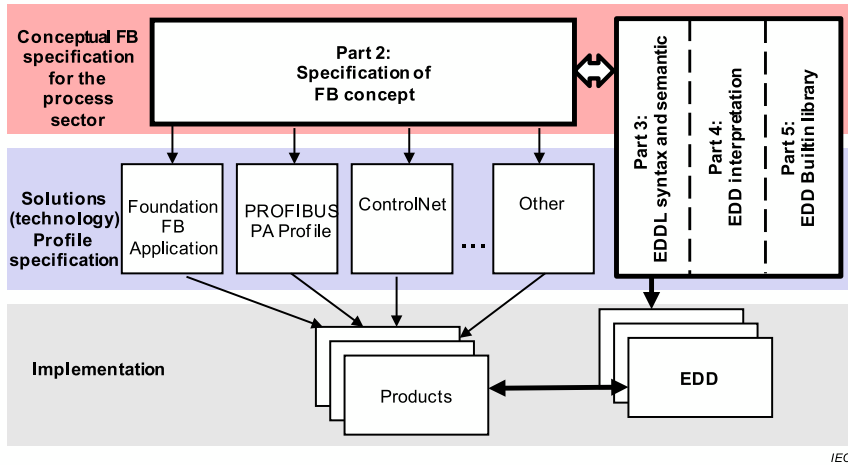 Conceptual FB
specification
for the
process
sector
Part 2:
Specification of
FB concept
Part 3:
EDDL syntax and semantic
Part 4:
EDD interpretation
Part 5:
EDD Builtin library
Solutions
(technology)
Profile
specification
Foundation
FB
Application
PROFIBUS
PA Profile
ControlNet
...
Other
Implementation
Products
EDD
IEC